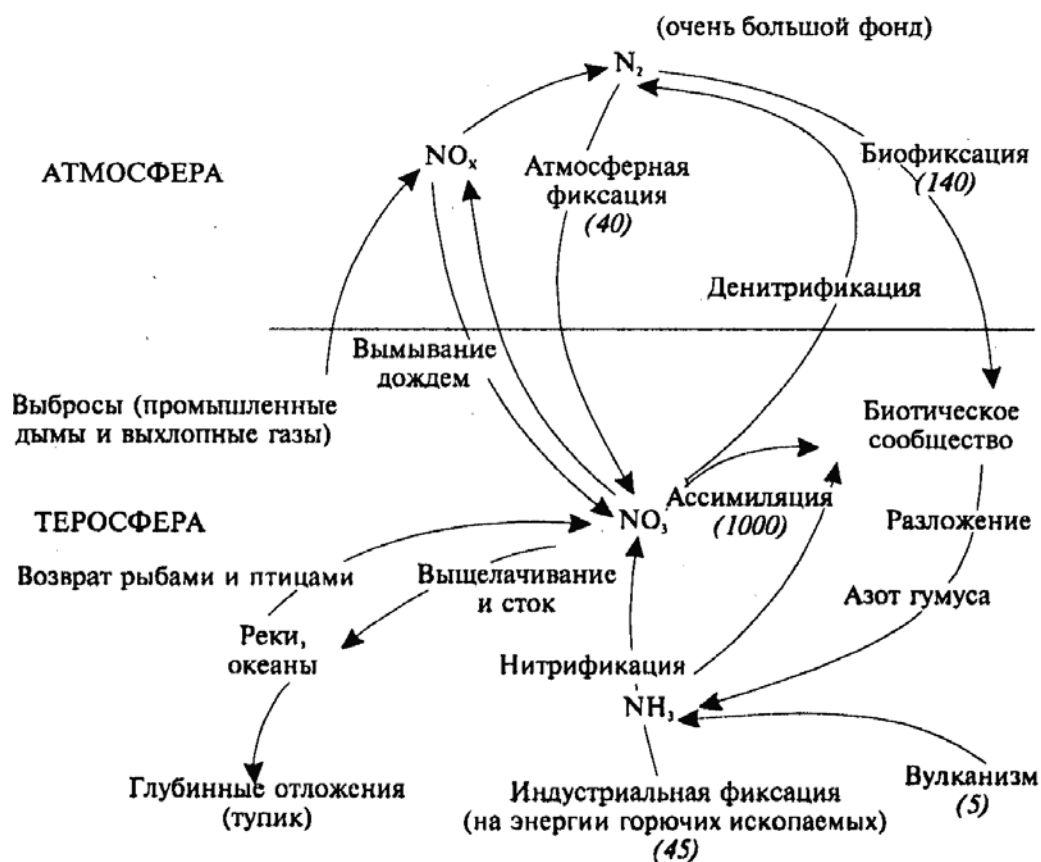 (очень большой фонд)
N₂
NOₓ
АТМОСФЕРА
Атмосферная
фиксация
(40)
Биофиксация
(140)
Денитрификация
Вымывание
дождем
Выбросы (промышленные
дымы и выхлопные газы)
Биотическое
сообщество
ТЕРОСФЕРА
NO₃
Ассимиляция
(1000)
Разложение
Возврат рыбами и птицами
Выщелачивание
и сток
Азот гумуса
Реки,
океаны
Нитрификация
NH₃
Глубинные отложения
(тупик)
Индустриальная фиксация
(на энергии горючих ископаемых)
(45)
Вулканизм
(5)